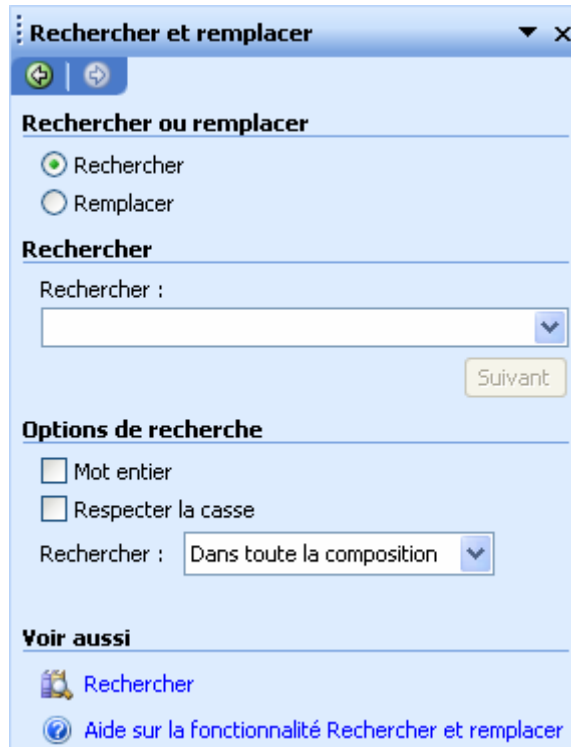 Rechercher et remplacer
Rechercher ou remplacer
Rechercher
Remplacer
Rechercher
Rechercher :
Suivant
Options de recherche
Mot entier
Respecter la casse
Rechercher : Dans toute la composition
Voir aussi
Rechercher
Aide sur la fonctionnalité Rechercher et remplacer